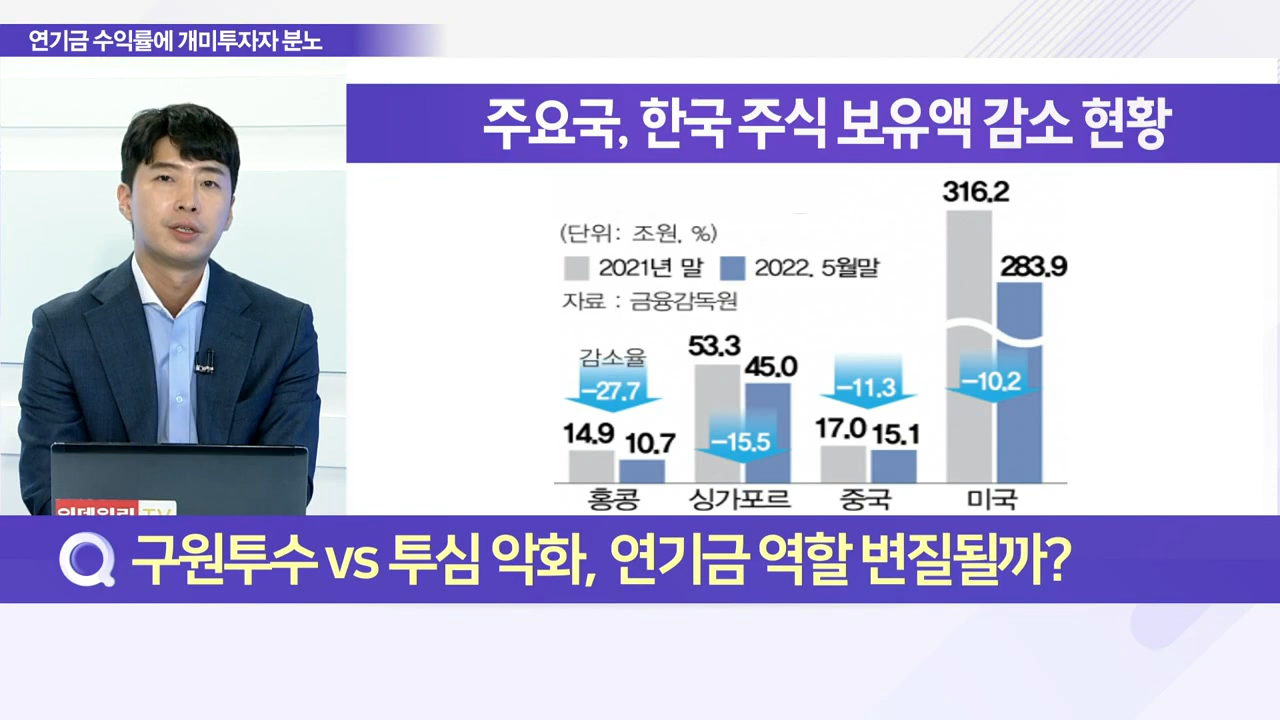 연기금 수익률에 개미투자자 분노
주요국, 한국 주식 보유액 감소 현황
(단위: 조원, %)
2021년 말 2022. 5월말
자료 : 금융감독원
감소율
-27.7
14.9 10.7
홍콩
53.3 45.0
-15.5
싱가포르
-11.3
17.0 15.1
중국
316.2 283.9
-10.2
미국
이데일리 TV
Q 구원투수 vs 투심 악화, 연기금 역할 변질될까?